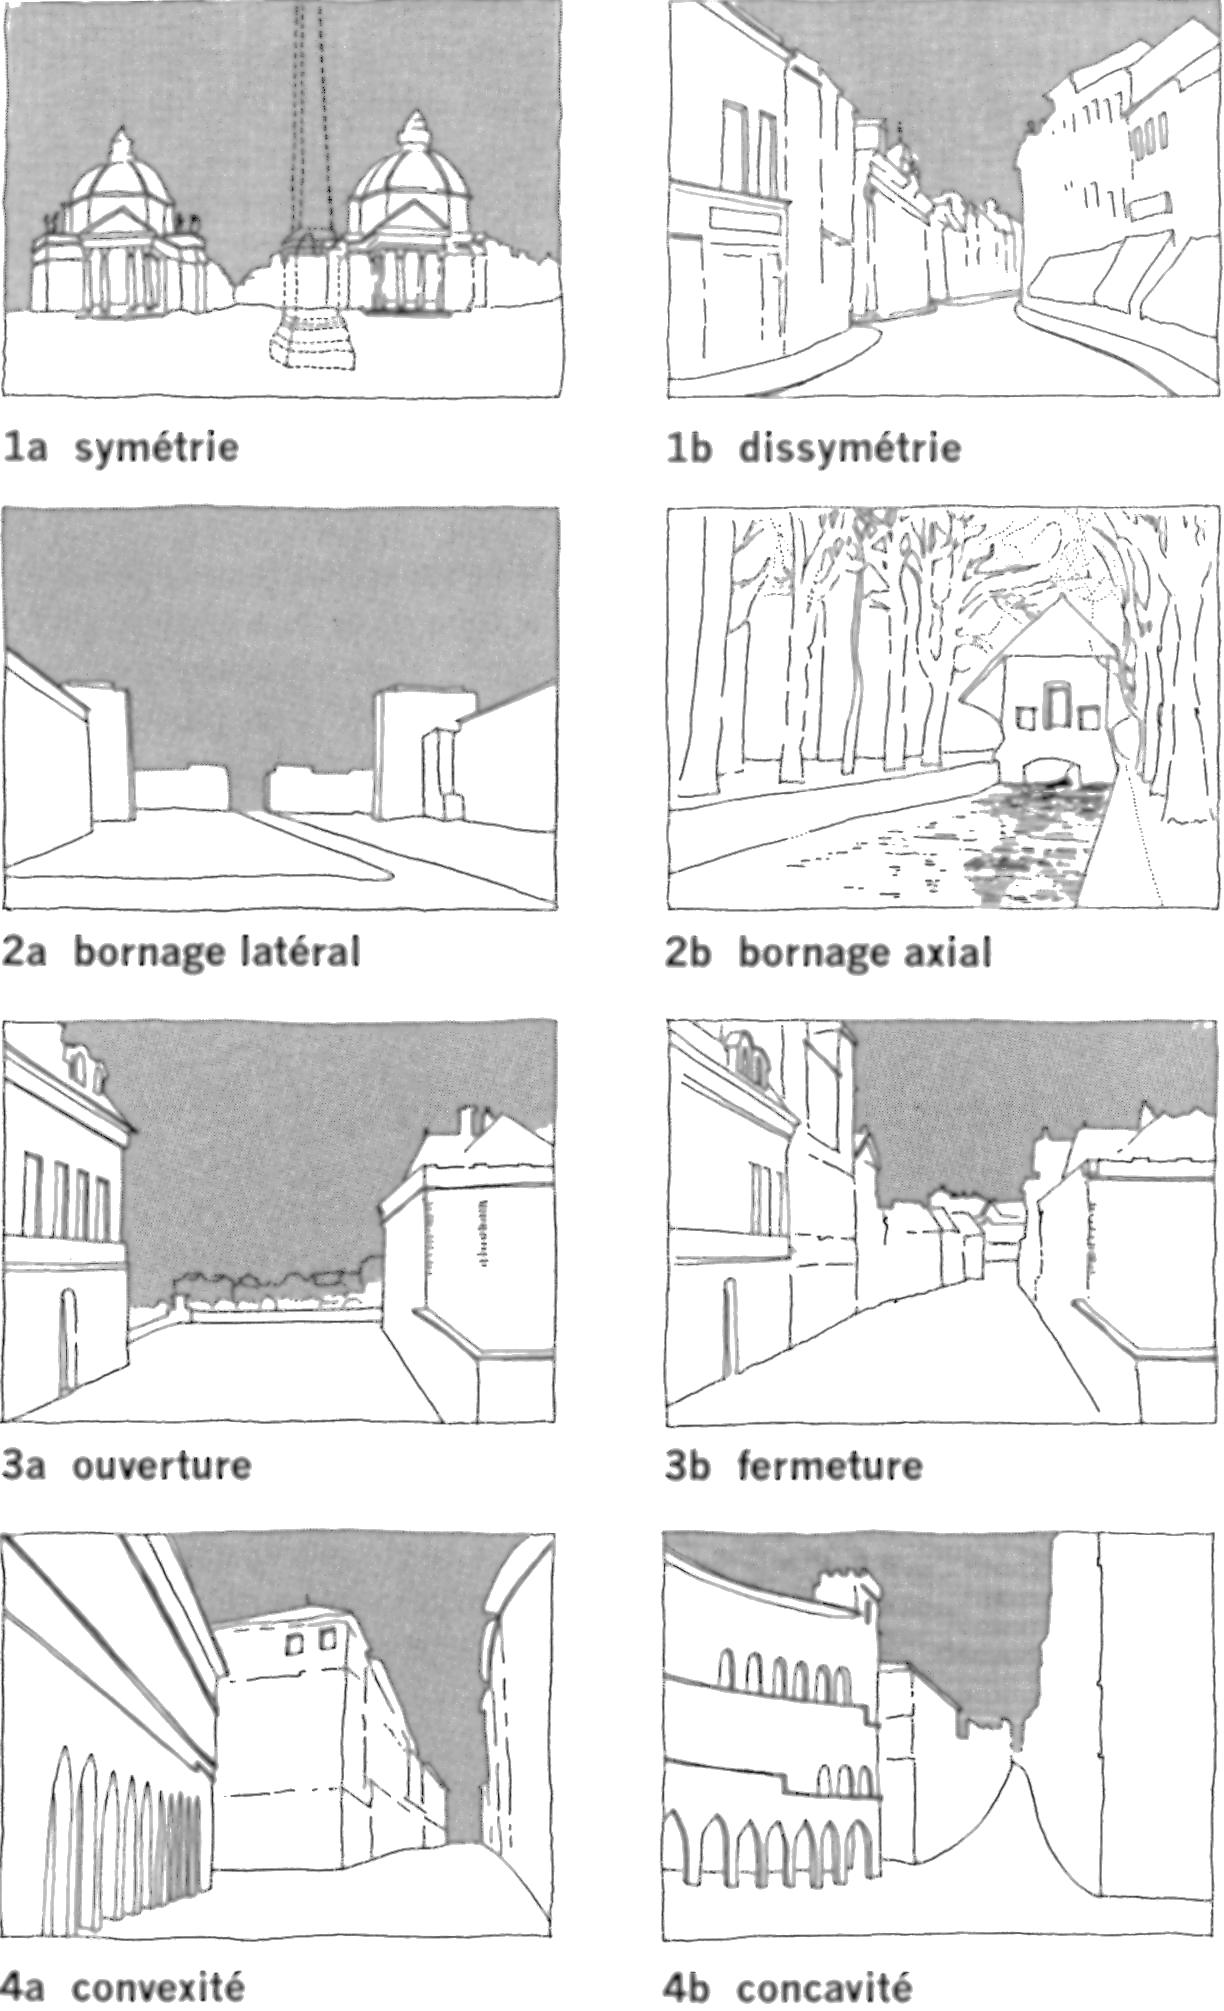 1a symétrie
1b dissymétrie
2a bornage latéral
2b bornage axial
3a ouverture
3b fermeture
4a convexité
4b concavité